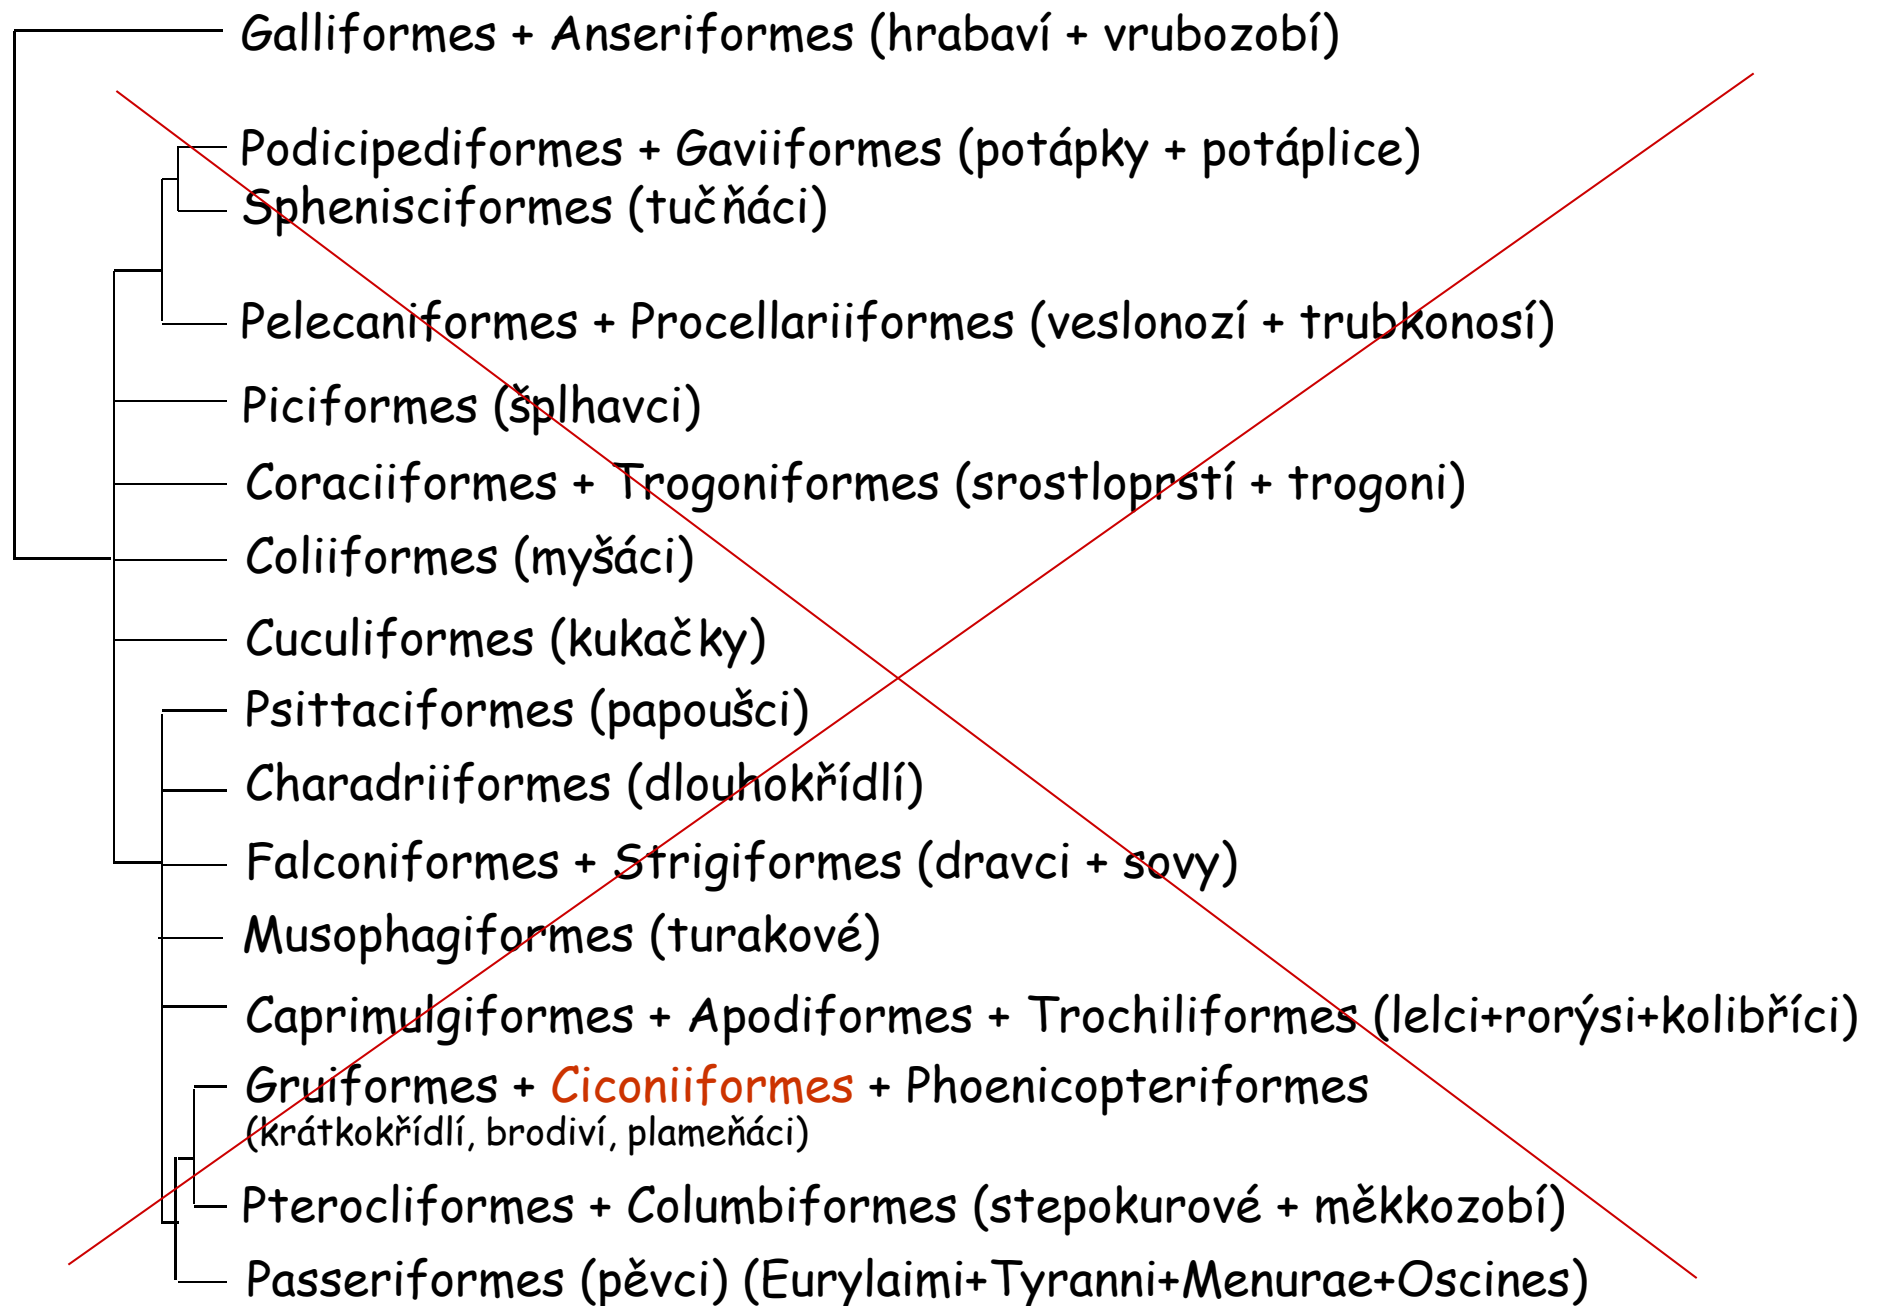 Galliformes + Anseriformes (hrabaví + vrubozobí)
Podicipediformes + Gaviiformes (potápky + potáplice)
Sphenisciformes (tučňáci)
Pelecaniformes + Procellariiformes (veslonozí + trubkonosí)
Piciformes (šplhavci)
Coraciiformes + Trogoniformes (srostloprstí + trogoni)
Coliiformes (myšáci)
Cuculiformes (kukačky)
Psittaciformes (papoušci)
Charadriiformes (dlouhokřídlí)
Falconiformes + Strigiformes (dravci + sovy)
Musophagiformes (turakové)
Caprimulgiformes + Apodiformes + Trochiliformes (lelci+rorýsi+kolibříci)
Gruiformes + Ciconiiformes + Phoenicopteriformes
(krátkokřídlí, brodiví, plameňáci)
Pterocliformes + Columbiformes (stepokurové + měkkozobí)
Passeriformes (pěvci) (Eurylaimi+Tyranni+Menurae+Oscines)